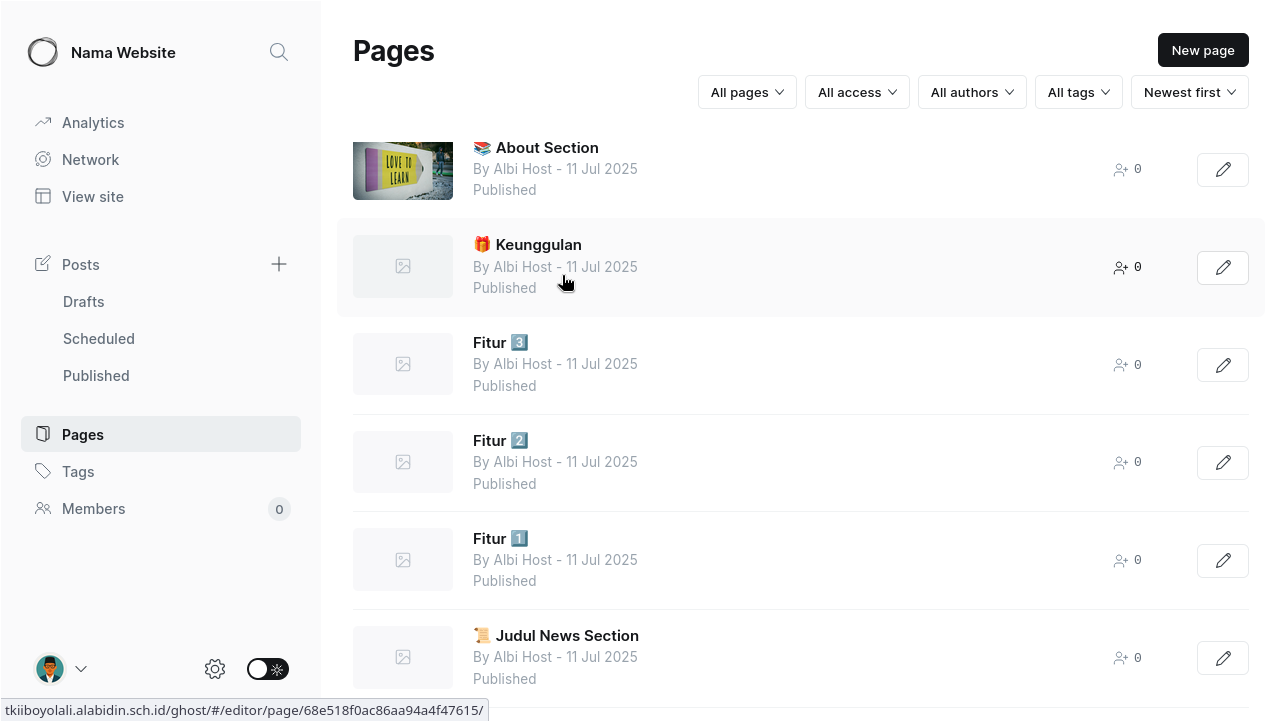 Nama Website
Analytics
Network
View site
Posts
Drafts
Scheduled
Published
Pages
Tags
Members
0
Pages
New page
All pages
All access
All authors
All tags
Newest first
LOVE TO
LEARN
📚 About Section
By Albi Host - 11 Jul 2025
Published
0
🎁 Keunggulan
By Albi Host - 11 Jul 2025
Published
0
Fitur 3️⃣
By Albi Host - 11 Jul 2025
Published
0
Fitur 2️⃣
By Albi Host - 11 Jul 2025
Published
0
Fitur 1️⃣
By Albi Host - 11 Jul 2025
Published
0
📜 Judul News Section
By Albi Host - 11 Jul 2025
Published
0
tkiiboyolali.alabidin.sch.id/ghost/#/editor/page/68e518f0ac86aa94a4f47615/